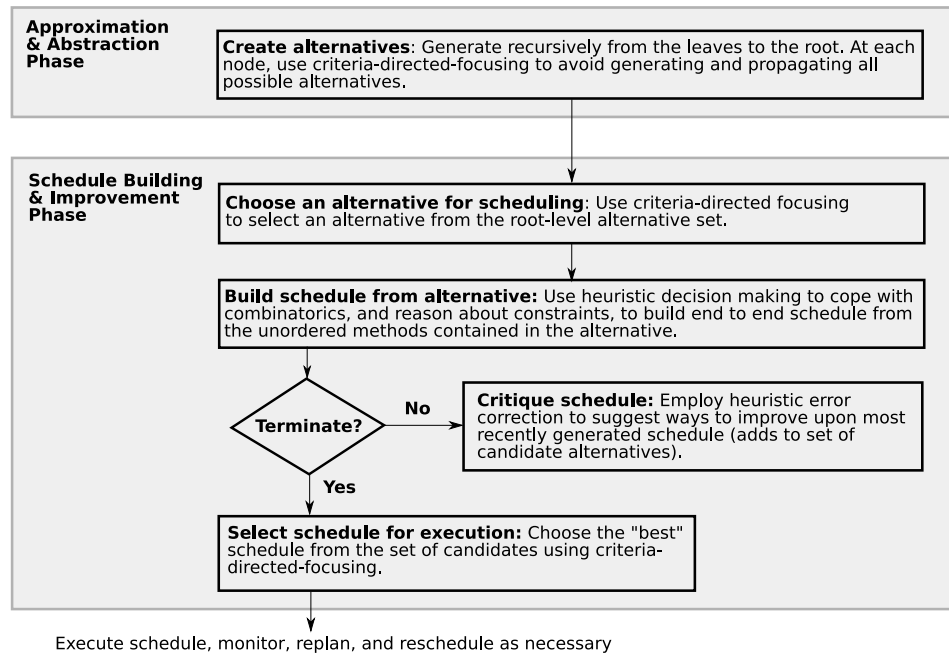 Approximation
& Abstraction
Phase
Create alternatives: Generate recursively from the leaves to the root. At each
node, use criteria-directed-focusing to avoid generating and propagating all
possible alternatives.
Schedule Building
& Improvement
Phase
Choose an alternative for scheduling: Use criteria-directed focusing
to select an alternative from the root-level alternative set.
Build schedule from alternative: Use heuristic decision making to cope with
combinatorics, and reason about constraints, to build end to end schedule from
the unordered methods contained in the alternative.
Terminate?
No
Critique schedule: Employ heuristic error
correction to suggest ways to improve upon most
recently generated schedule (adds to set of
candidate alternatives).
Yes
Select schedule for execution: Choose the "best"
schedule from the set of candidates using criteria-
directed-focusing.
Execute schedule, monitor, replan, and reschedule as necessary